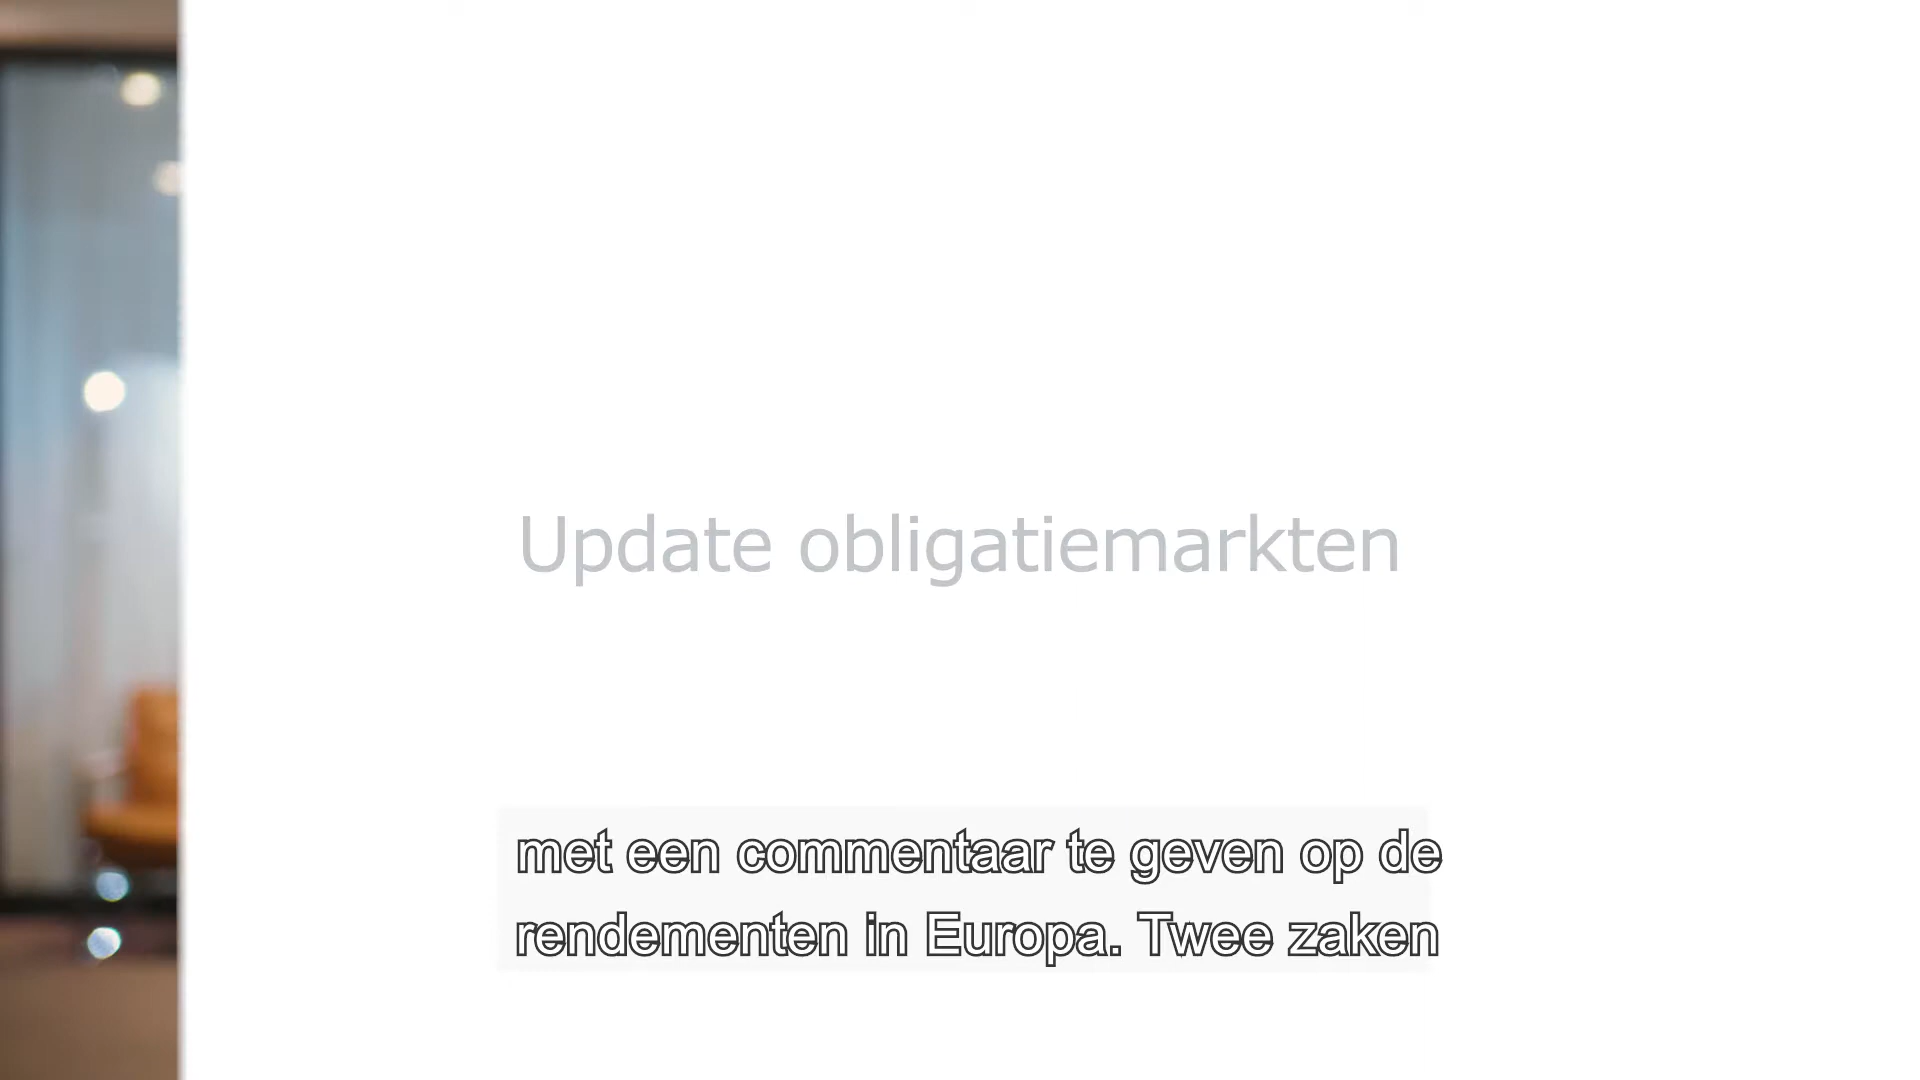 Update obligatiemarkten
met een commentaar te geven op de
rendementen in Europa. Twee zaken